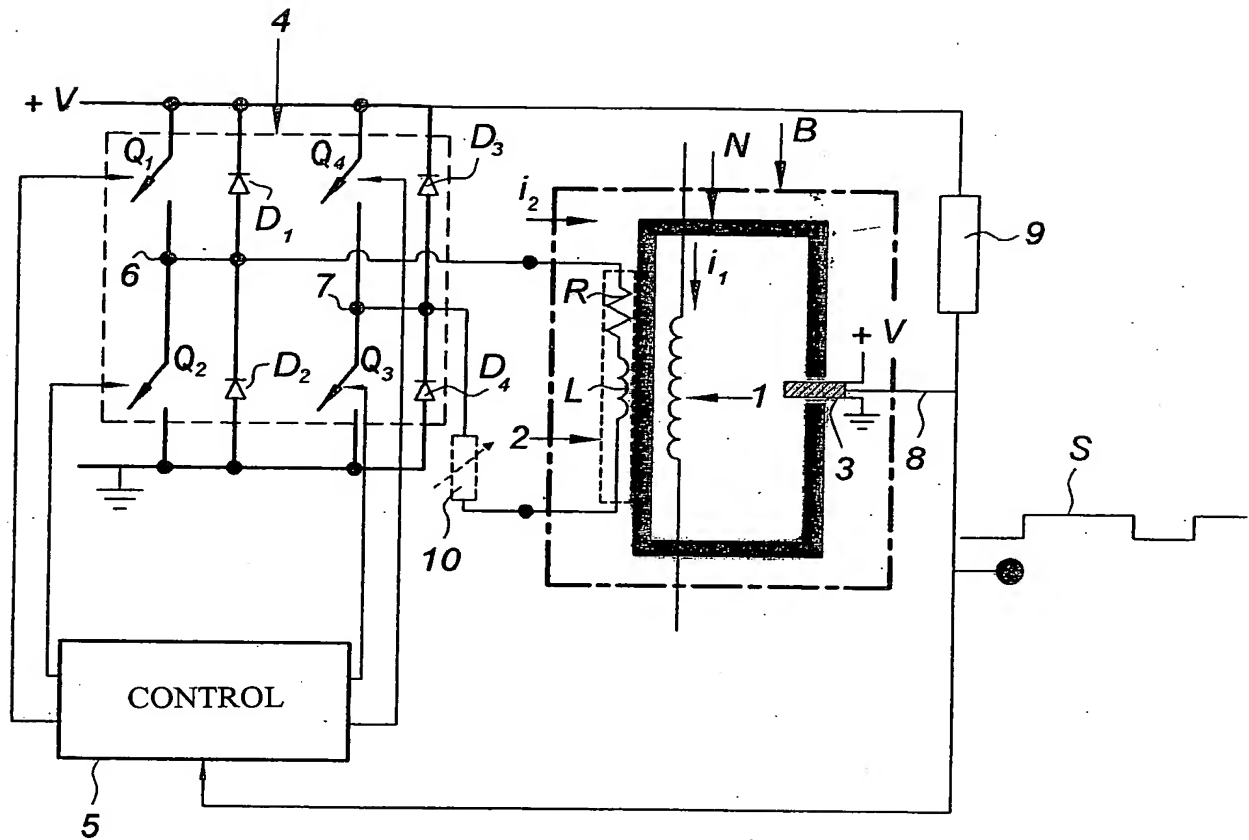 4
+ V
Q₁
D₁
Q₄
D₃
i₂
N
B
9
6
7
R
i₁
+ V
Q₂
D₂
Q₃
D₄
L
1
2
3
8
10
S
CONTROL
5